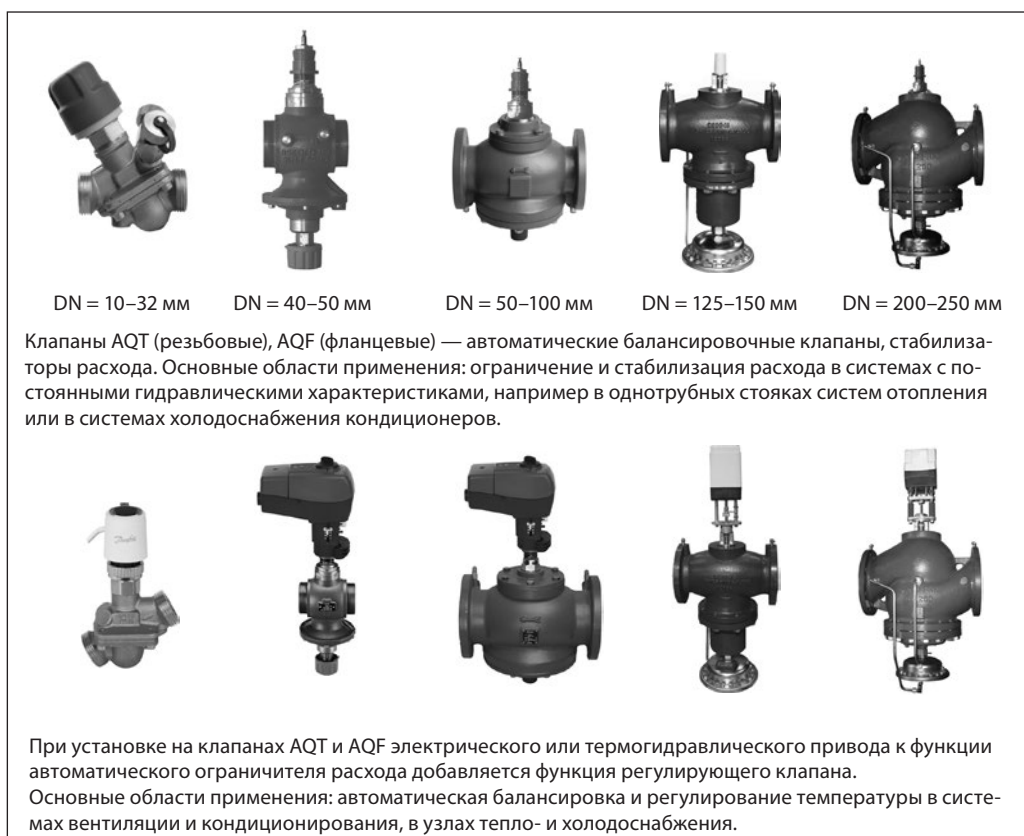 DN = 10–32 мм DN = 40–50 мм DN = 50–100 мм DN = 125–150 мм DN = 200–250 мм
Клапаны AQT (резьбовые), AQF (фланцевые) — автоматические балансировочные клапаны, стабилиза-
торы расхода. Основные области применения: ограничение и стабилизация расхода в системах с по-
стоянными гидравлическими характеристиками, например в однотрубных стояках систем отопления
или в системах холодоснабжения кондиционеров.
Danfoss
При установке на клапанах AQT и AQF электрического или термогидравлического привода к функции
автоматического ограничителя расхода добавляется функция регулирующего клапана.
Основные области применения: автоматическая балансировка и регулирование температуры в систе-
мах вентиляции и кондиционирования, в узлах тепло- и холодоснабжения.